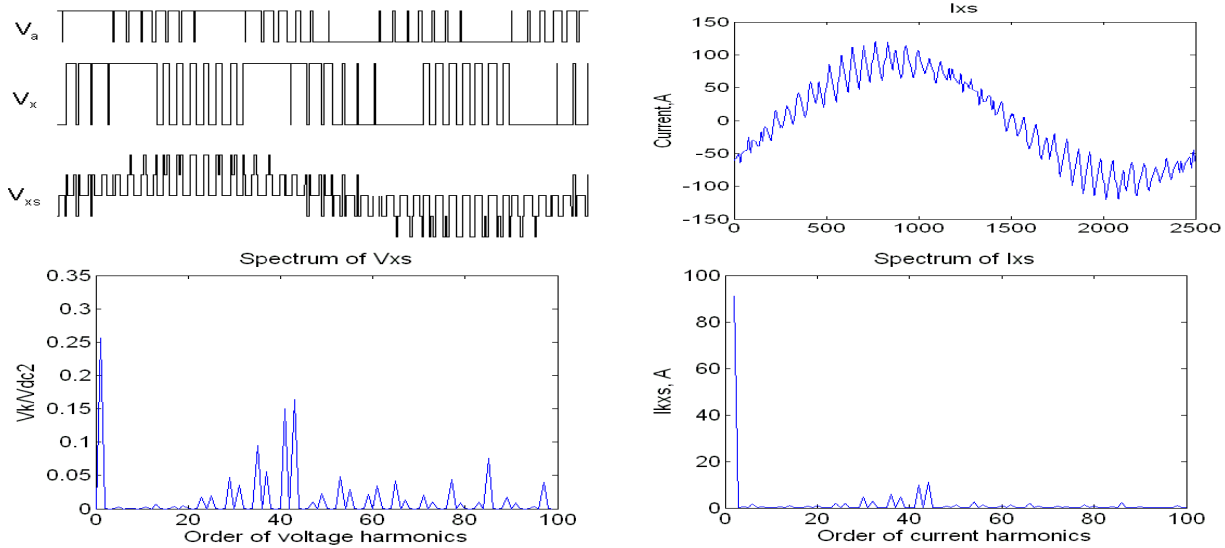 Va
Vx
Vxs
Ixs
150
100
50
0
-50
-100
-150
Current,A
0 500 1000 1500 2000 2500
Spectrum of Vxs
0.35
0.3
0.25
0.2
0.15
0.1
0.05
0
Vk/Vdc2
0 20 40 60 80 100
Order of voltage harmonics
Spectrum of Ixs
100
80
60
40
20
0
Ikxs, A
0 20 40 60 80 100
Order of current harmonics